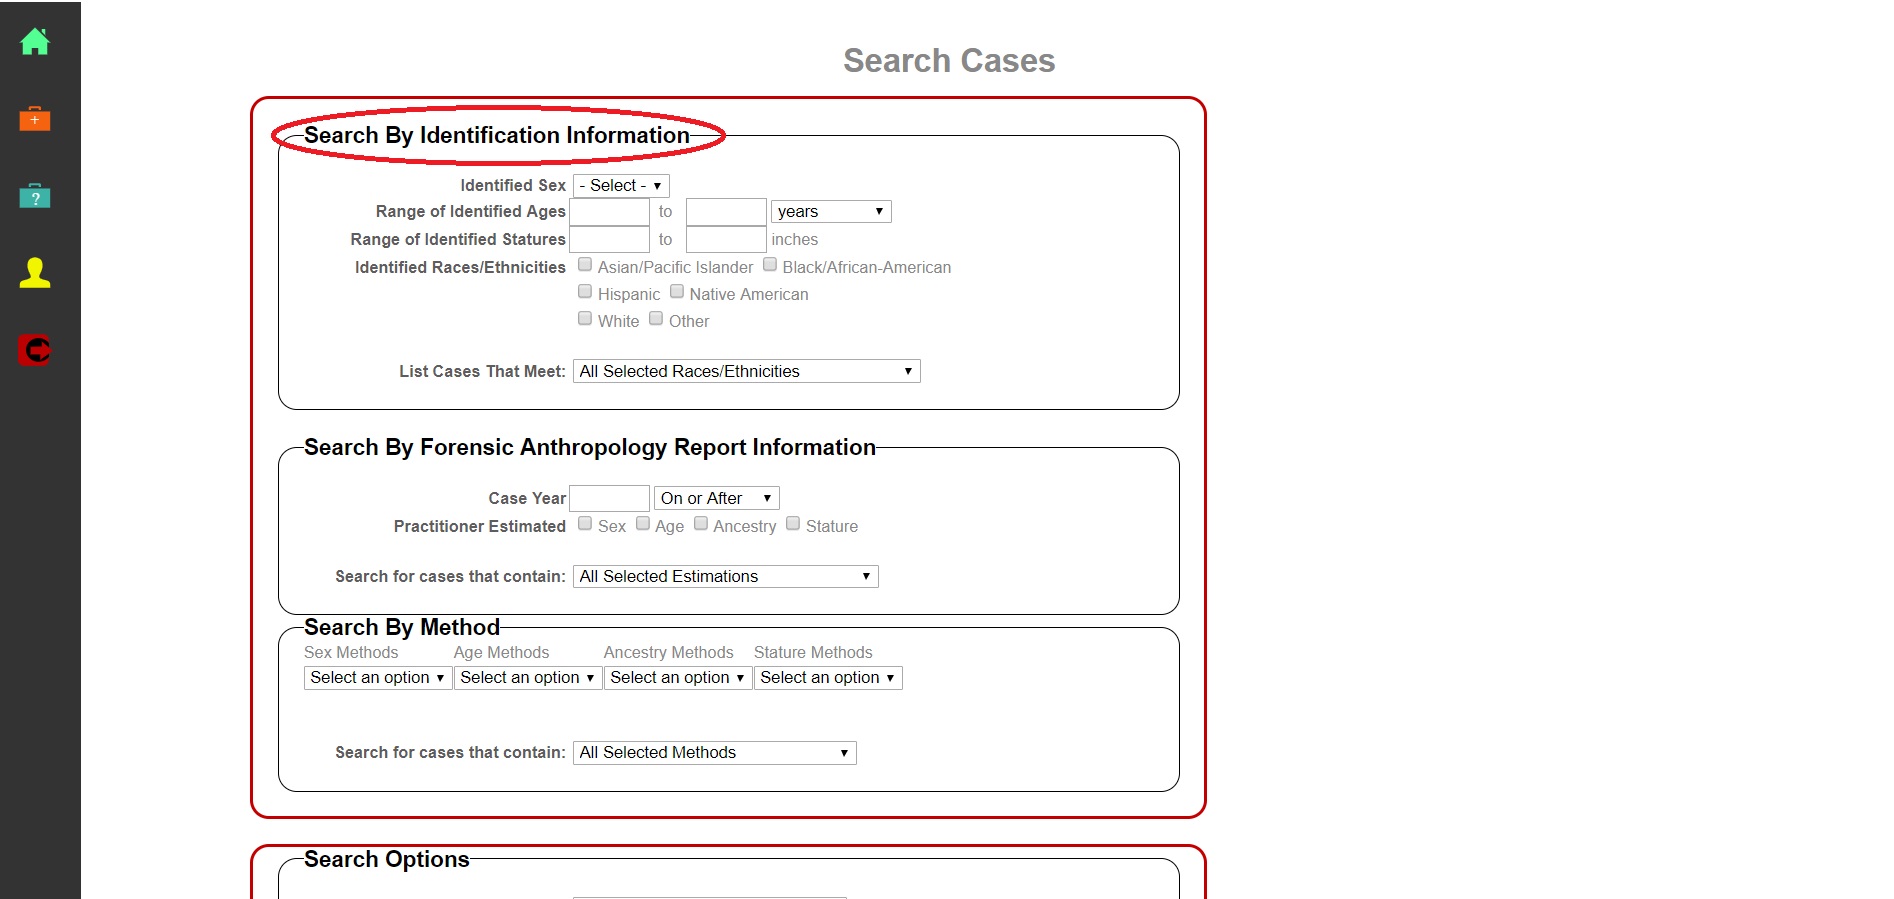 Search Cases
Search By Identification Information
Identified Sex - Select -
Range of Identified Ages to years
Range of Identified Statures to inches
Identified Races/Ethnicities Asian/Pacific Islander Black/African-American
Hispanic Native American
White Other
List Cases That Meet: All Selected Races/Ethnicities
Search By Forensic Anthropology Report Information
Case Year On or After
Practitioner Estimated Sex Age Ancestry Stature
Search for cases that contain: All Selected Estimations
Search By Method
Sex Methods Age Methods Ancestry Methods Stature Methods
Select an option Select an option Select an option Select an option
Search for cases that contain: All Selected Methods
Search Options